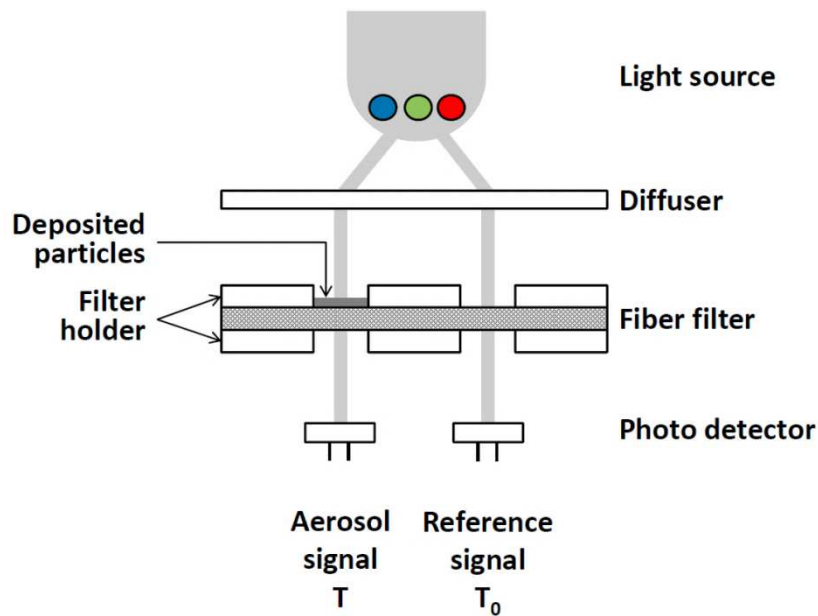 Light source
Diffuser
Deposited
particles
Filter
holder
Fiber filter
Photo detector
Aerosol
signal
T
Reference
signal
T₀